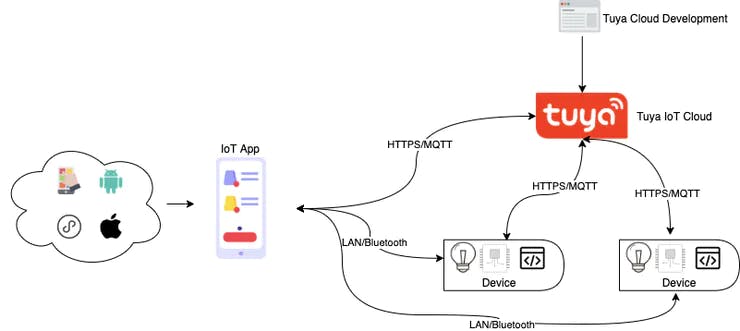 Tuya Cloud Development
tuya
Tuya IoT Cloud
IoT App
HTTPS/MQTT
HTTPS/MQTT
HTTPS/MQTT
LAN/Bluetooth
</>
Device
</>
Device
LAN/Bluetooth